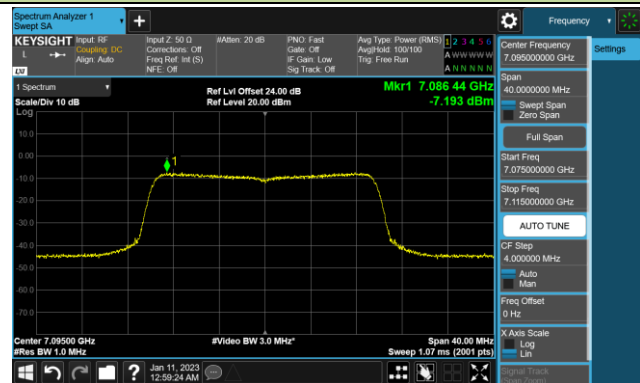 Spectrum Analyzer 1
Swept SA
+
Frequency
KEYSIGHT
L
LXI
Input: RF
Coupling: DC
Align: Auto
Input Z: 50 Ω
Corrections: Off
Freq Ref: Int (S)
NFE: Off
#Atten: 20 dB
PNO: Fast
Gate: Off
IF Gain: Low
Sig Track: Off
Avg Type: Power (RMS)
Avg|Hold: 100/100
Trig: Free Run
1 2 3 4 5 6
A W W W W W
A N N N N N
1 Spectrum
Scale/Div 10 dB
Log
Ref Lvl Offset 24.00 dB
Ref Level 20.00 dBm
Mkr1 7.086 44 GHz
-7.193 dBm
10.0
0.00
-10.0
-20.0
-30.0
-40.0
-50.0
-60.0
-70.0
1
Center 7.09500 GHz
#Res BW 1.0 MHz
#Video BW 3.0 MHz*
Span 40.00 MHz
Sweep 1.07 ms (2001 pts)
Center Frequency
7.095000000 GHz
Settings
Span
40.0000000 MHz
Swept Span
Zero Span
Full Span
Start Freq
7.075000000 GHz
Stop Freq
7.115000000 GHz
AUTO TUNE
CF Step
4.000000 MHz
Auto
Man
Freq Offset
0 Hz
X Axis Scale
Log
Lin
Signal Track
(Span Zoom)
?
Jan 11, 2023
12:59:24 AM